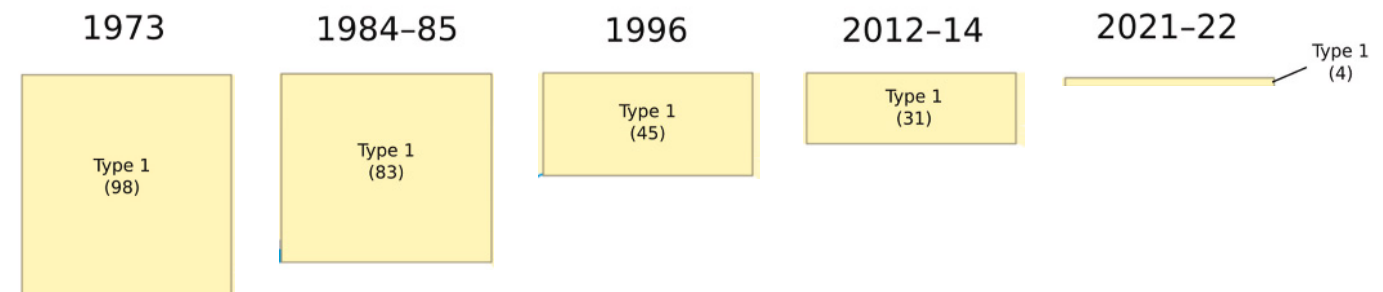 1973
1984–85
1996
2012–14
2021–22
Type 1
(98)
Type 1
(83)
Type 1
(45)
Type 1
(31)
Type 1
(4)